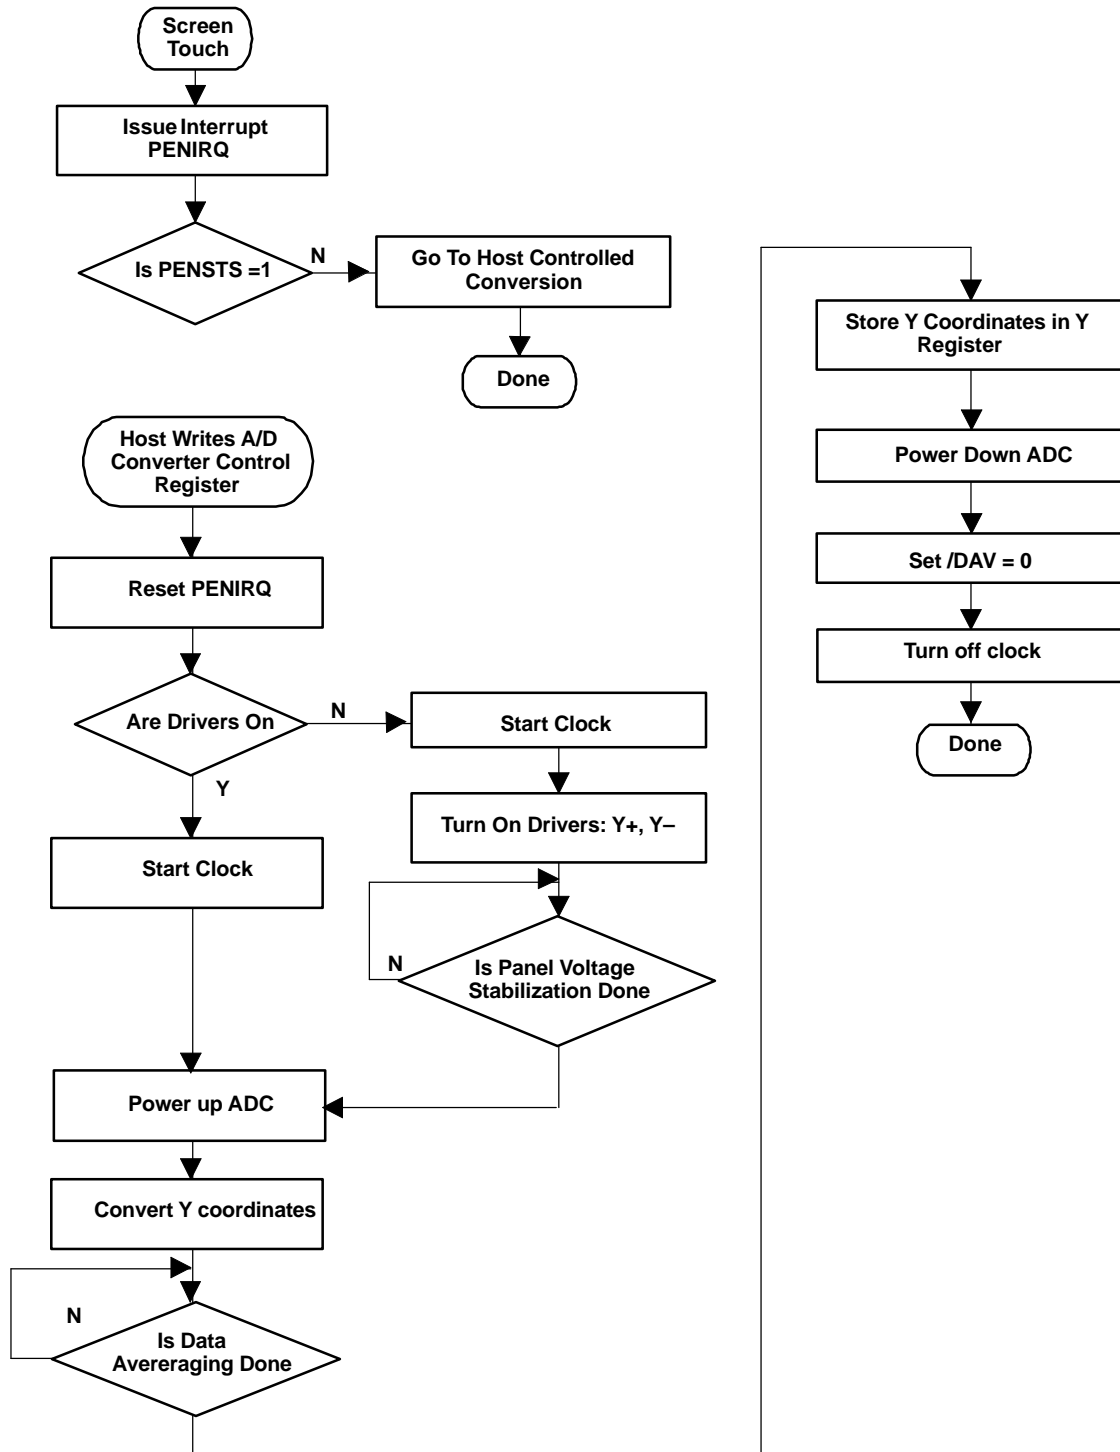 Screen
Touch
Issue Interrupt
PENIRQ
Is PENSTS =1
N
Go To Host Controlled
Conversion
Done
Host Writes A/D
Converter Control
Register
Reset PENIRQ
Are Drivers On
N
Start Clock
Y
Turn On Drivers: Y+, Y–
Start Clock
N
Is Panel Voltage
Stabilization Done
Power up ADC
Convert Y coordinates
N
Is Data
Avereraging Done
Store Y Coordinates in Y
Register
Power Down ADC
Set /DAV = 0
Turn off clock
Done